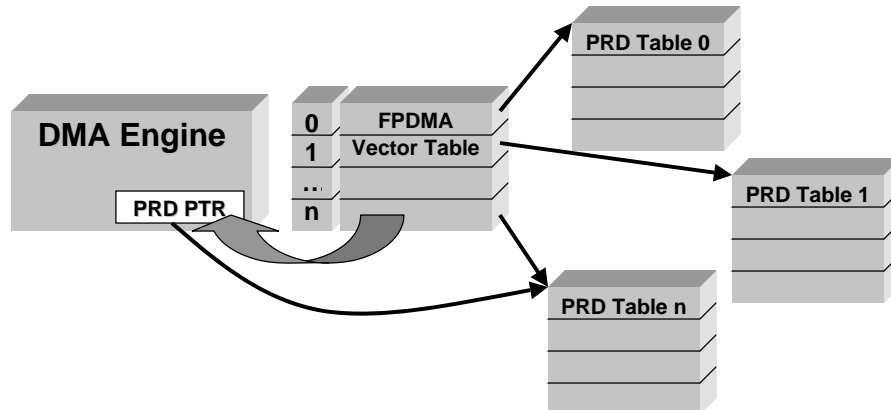 DMA Engine
PRD PTR
0
1
...
n
FPDMA
Vector Table
PRD Table 0
PRD Table 1
PRD Table n